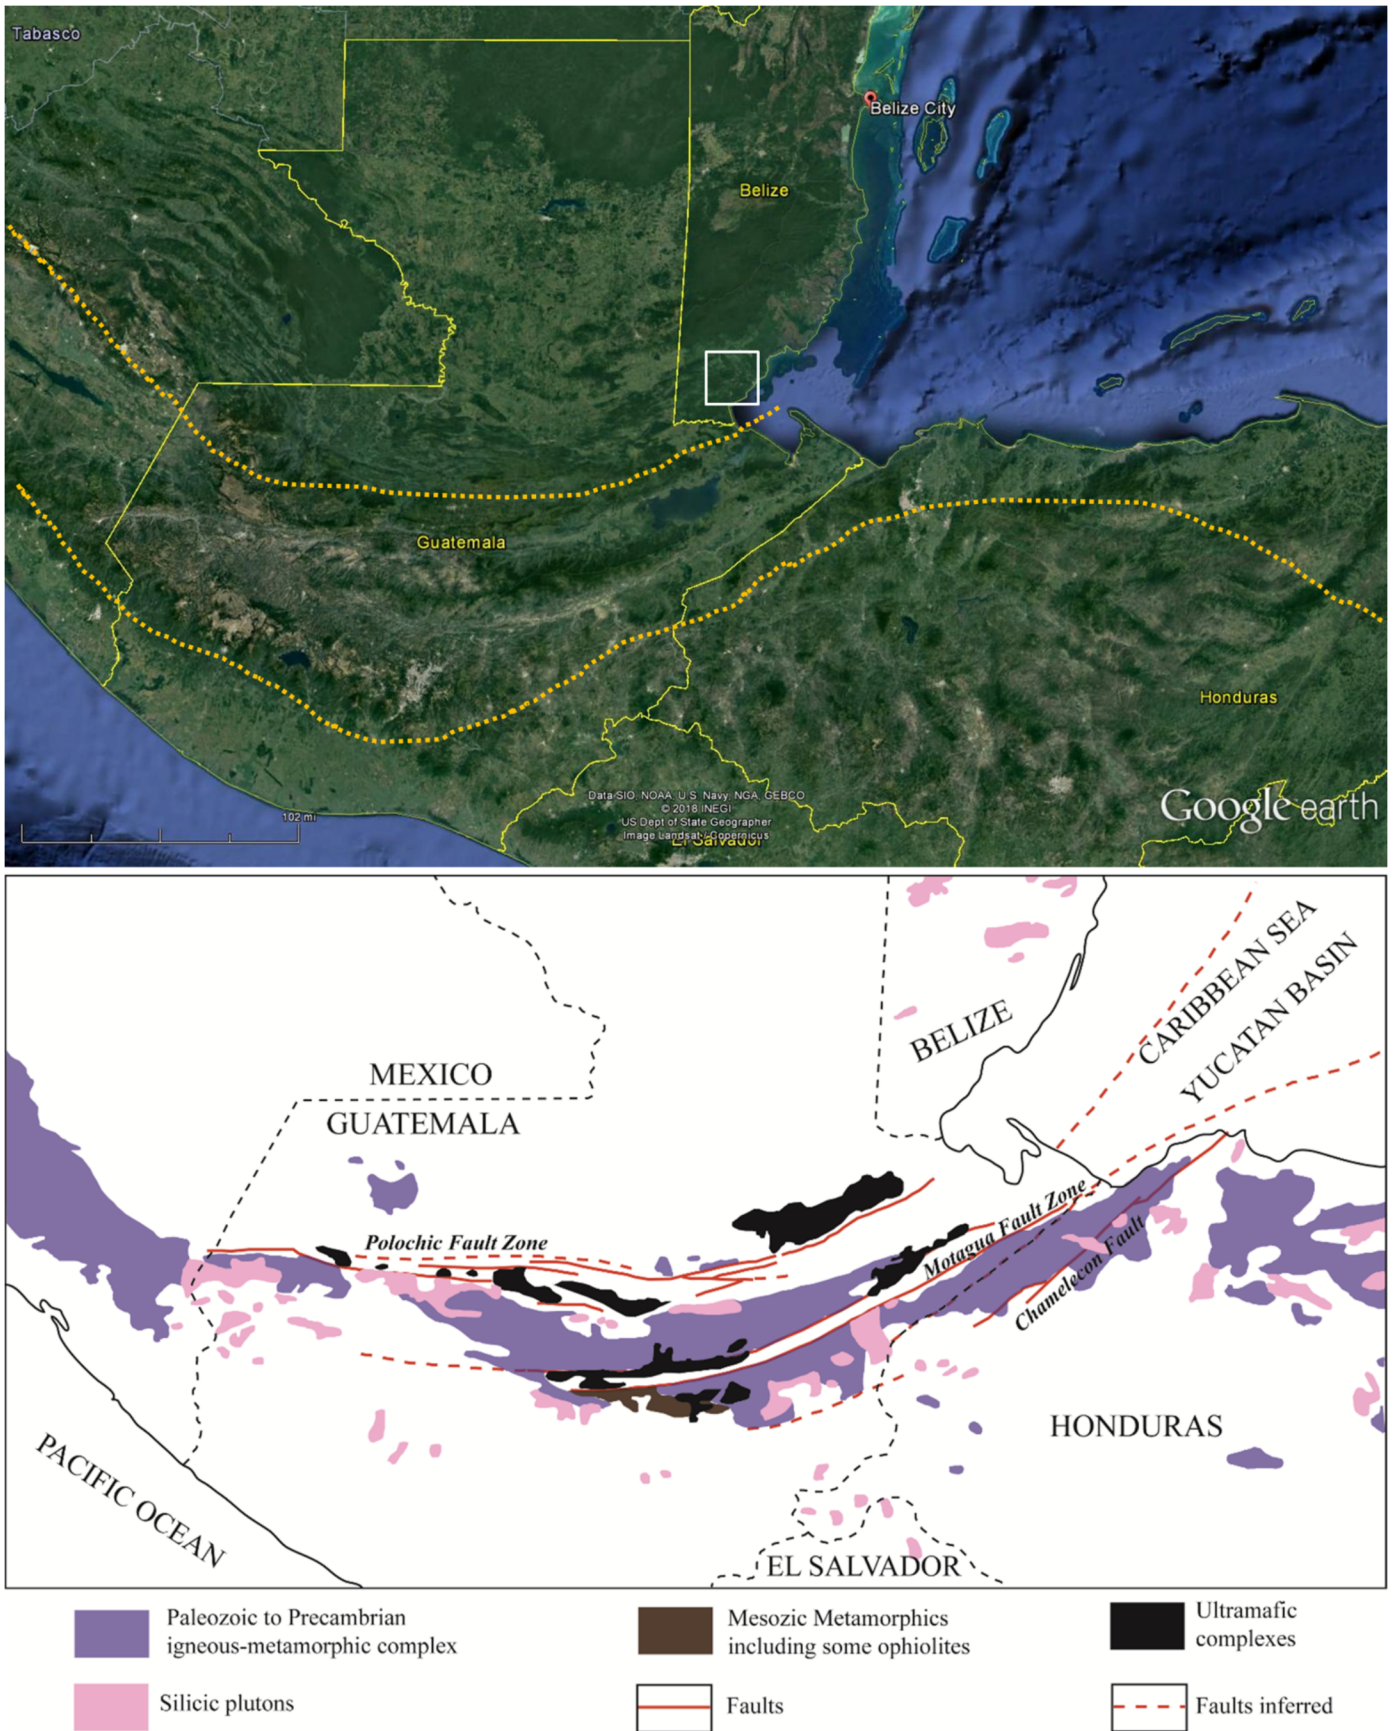 Tabasco
Belize City
Belize
Guatemala
Honduras
Data SIO, NOAA, U.S. Navy, NGA, GEBCO
© 2018 INEGI
US Dept of State Geographer
Image Landsat / Copernicus
El Salvador
102 mi
Google earth
CARIBBEAN SEA
YUCATAN BASIN
BELIZE
MEXICO
GUATEMALA
Polochic Fault Zone
Motagua Fault Zone
Chamelecon Fault
HONDURAS
PACIFIC OCEAN
EL SALVADOR
Paleozoic to Precambrian
igneous-metamorphic complex
Mesozic Metamorphics
including some ophiolites
Ultramafic
complexes
Silicic plutons
Faults
Faults inferred